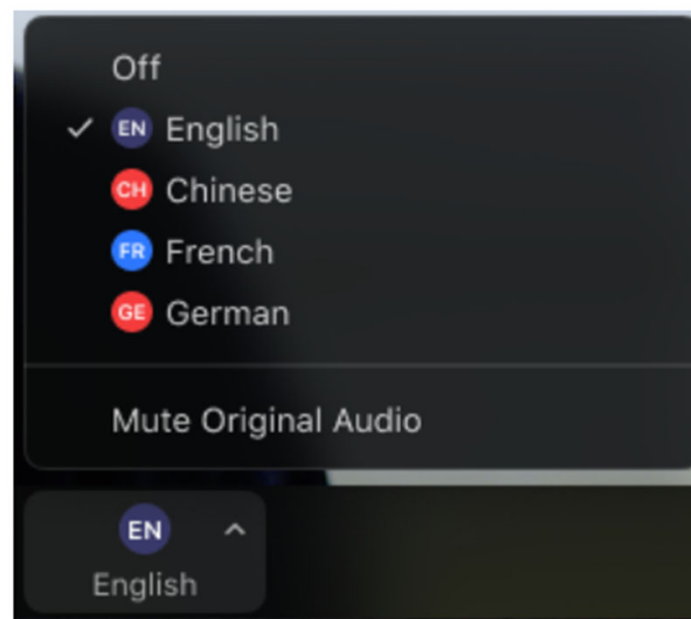 Off
EN English
CH Chinese
FR French
GE German
Mute Original Audio
EN
English